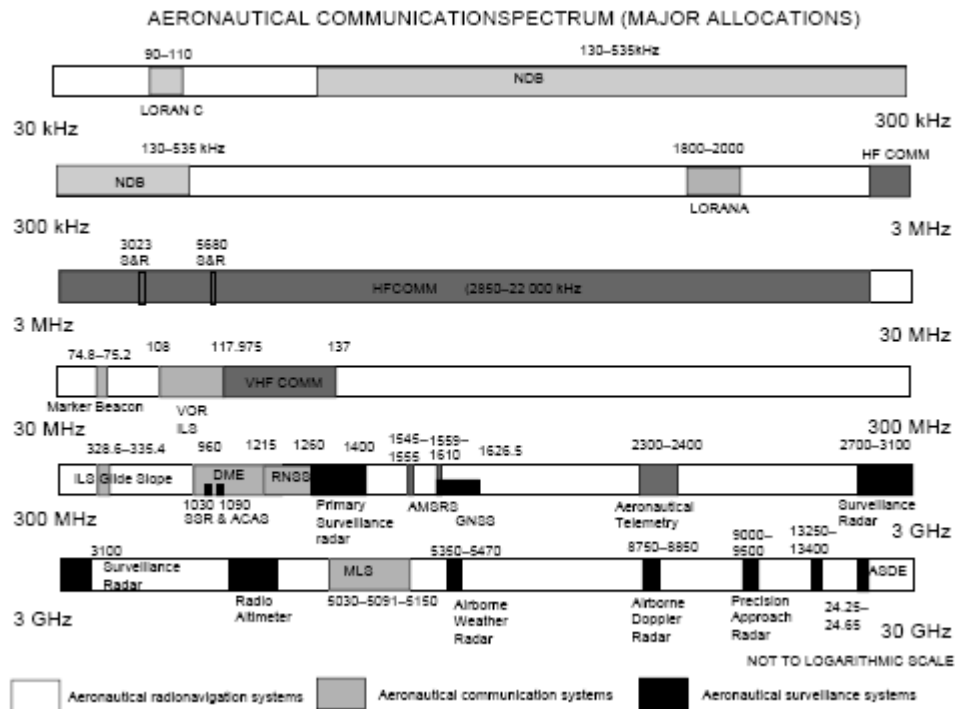 AERONAUTICAL COMMUNICATIONSPECTRUM (MAJOR ALLOCATIONS)
90–110
130–535kHz
NDB
LORAN C
30 kHz
300 kHz
130–535 kHz
1800–2000
HF COMM
NDB
LORANA
300 kHz
3 MHz
3023
S&R
5680
S&R
HFCOMM (2850–22 000 kHz
3 MHz
30 MHz
74.8–75.2
108
117.975
137
VHF COMM
Marker Beacon
VOR
ILS
30 MHz
300 MHz
328.6–335.4
960
1215
1260
1400
1545–
1555
1559–
1610
1626.5
2300–2400
2700–3100
ILS Glide Slope
DME
RNSS
1030 1090
SSR & ACAS
Primary
Surveillance
radar
AMSRS
GNSS
Aeronautical
Telemetry
Surveillance
Radar
300 MHz
3 GHz
3100
Surveillance
Radar
5350–5470
8750–8850
9000–
9500
13250–
13400
MLS
ASDE
Radio
Altimeter
5030–5091–5150
Airborne
Weather
Radar
Airborne
Doppler
Radar
Precision
Approach
Radar
24.25–
24.65
3 GHz
30 GHz
NOT TO LOGARITHMIC SCALE
Aeronautical radionavigation systems
Aeronautical communication systems
Aeronautical surveillance systems